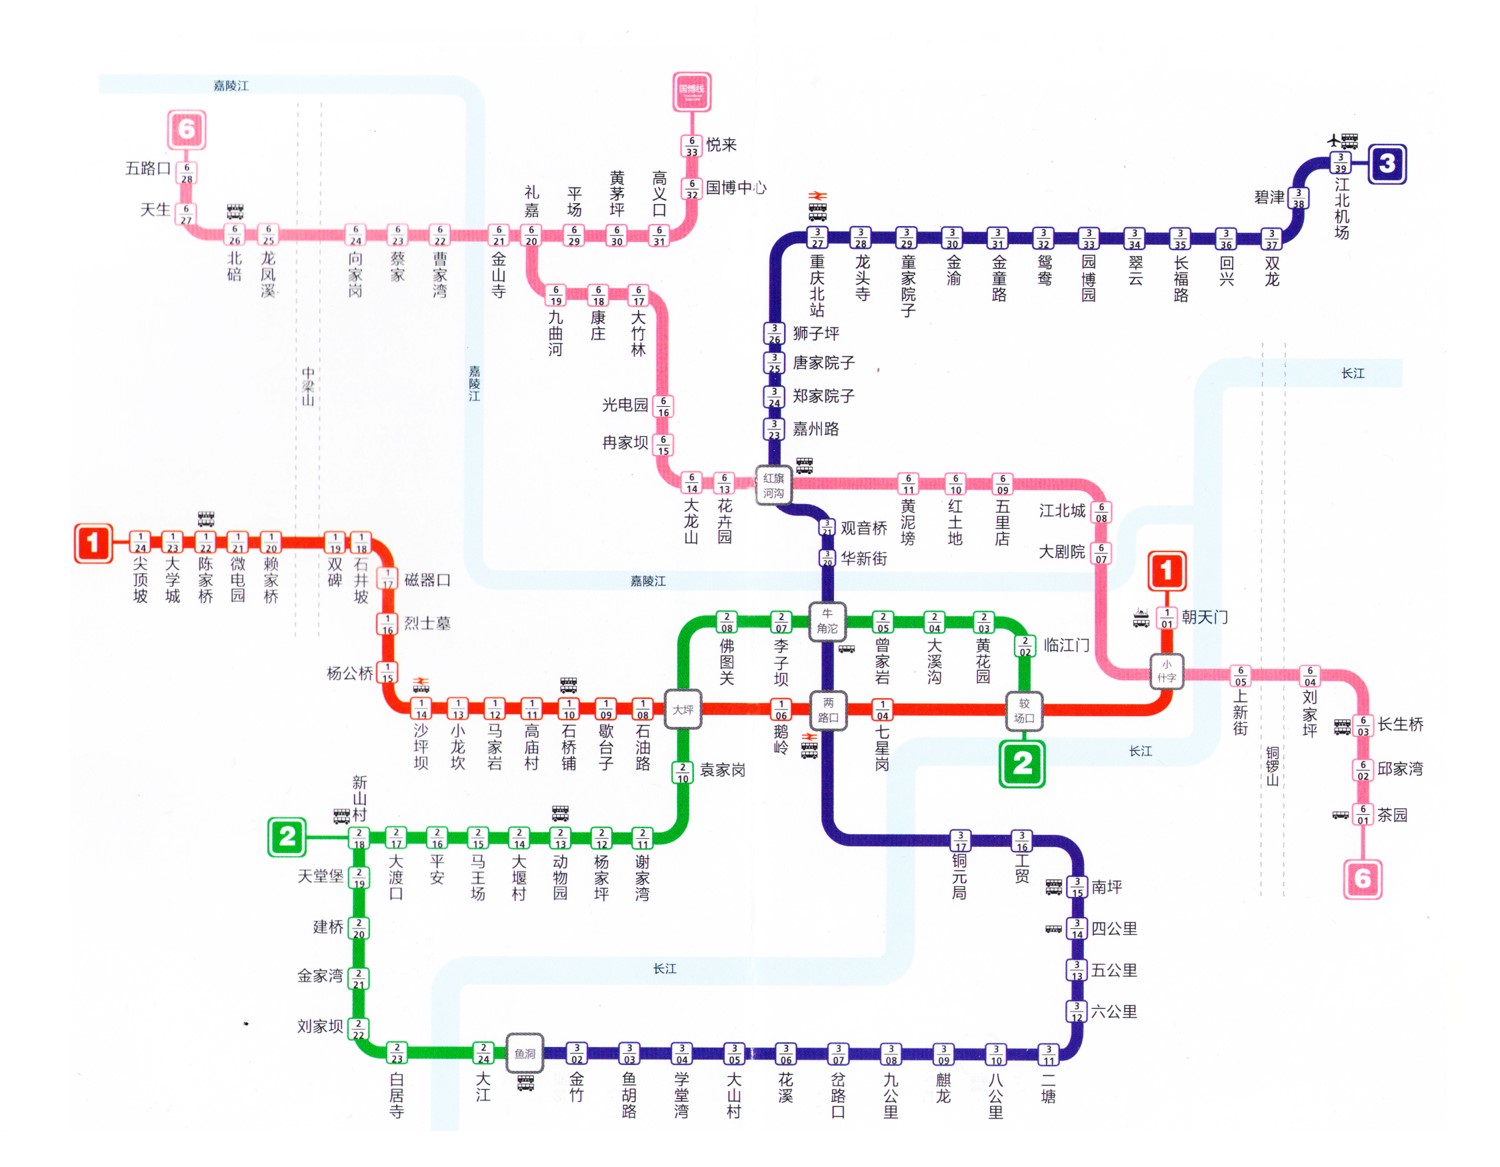 嘉陵江
国博线
6
6
33
悦来
五路口
6
28
6
32
国博中心
天生
6
27
6
26
北碚
6
25
龙凤溪
6
24
向家岗
6
23
蔡家
6
22
曹家湾
6
21
金山寺
礼嘉
6
20
平场
6
29
黄茅坪
6
30
高义口
6
31
6
19
九曲河
6
18
康庄
6
17
大竹林
光电园
6
16
冉家坝
6
15
6
14
大龙山
6
13
花卉园
红旗
河沟
6
11
黄泥塝
6
10
红土地
6
09
五里店
江北城
6
08
大剧院
6
07
3
3
39
江北机场
碧津
3
38
3
37
双龙
3
36
回兴
3
35
长福路
3
34
翠云
3
33
园博园
3
32
鸳鸯
3
31
金童路
3
30
金渝
3
29
童家院子
3
28
龙头寺
3
27
重庆北站
3
26
狮子坪
3
25
唐家院子
3
24
郑家院子
3
23
嘉州路
3
21
观音桥
3
20
华新街
中梁山
嘉陵江
长江
嘉陵江
1
1
24
尖顶坡
1
23
大学城
1
22
陈家桥
1
21
微电园
1
20
赖家桥
1
19
双碑
1
18
石井坡
1
17
磁器口
1
16
烈士墓
杨公桥
1
15
1
14
沙坪坝
1
13
小龙坎
1
12
马家岩
1
11
高庙村
1
10
石桥铺
1
09
歇台子
1
08
石油路
大坪
1
06
鹅岭
两
路口
1
04
七星岗
较
场口
小
什字
1
01
朝天门
1
2
08
佛图关
2
07
李子坝
牛
角沱
2
05
曾家岩
2
04
大溪沟
2
03
黄花园
2
02
临江门
2
6
05
上新街
6
04
刘家坪
6
03
长生桥
6
02
邱家湾
6
01
茶园
6
铜锣山
长江
2
10
袁家岗
2
新山村
2
18
2
17
大渡口
2
16
平安
2
15
马王场
2
14
大堰村
2
13
动物园
2
12
杨家坪
2
11
谢家湾
天堂堡
2
19
建桥
2
20
金家湾
2
21
刘家坝
2
22
2
23
白居寺
2
24
大江
鱼洞
长江
3
17
铜元局
3
16
工贸
3
15
南坪
3
14
四公里
3
13
五公里
3
12
六公里
3
02
金竹
3
03
鱼胡路
3
04
学堂湾
3
05
大山村
3
06
花溪
3
07
岔路口
3
08
九公里
3
09
麒龙
3
10
八公里
3
11
二塘